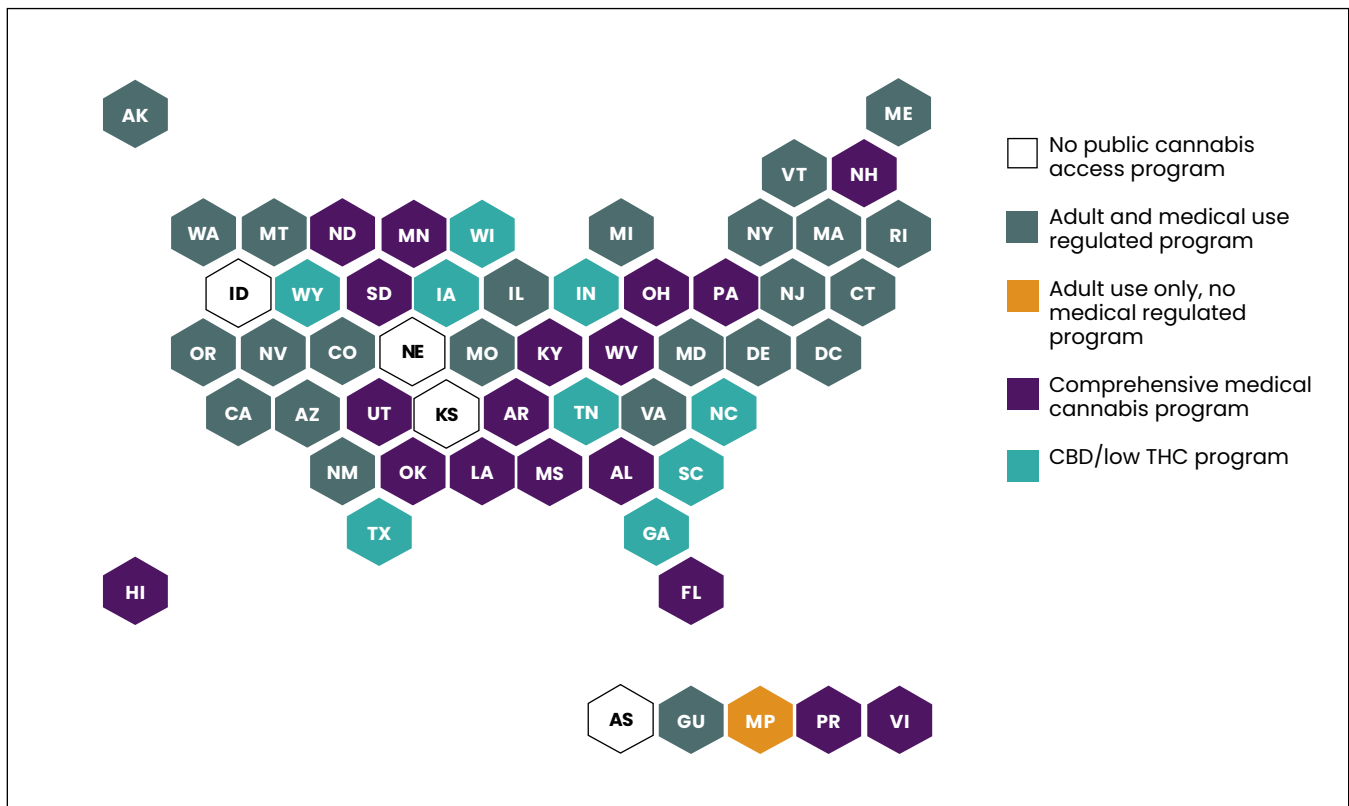 AK
ME
VT
NH
WA
MT
ND
MN
WI
MI
NY
MA
RI
ID
WY
SD
IA
IL
IN
OH
PA
NJ
CT
OR
NV
CO
NE
MO
KY
WV
MD
DE
DC
CA
AZ
UT
KS
AR
TN
VA
NC
NM
OK
LA
MS
AL
SC
TX
GA
HI
FL
AS
GU
MP
PR
VI
No public cannabis
access program
Adult and medical use
regulated program
Adult use only, no
medical regulated
program
Comprehensive medical
cannabis program
CBD/low THC program